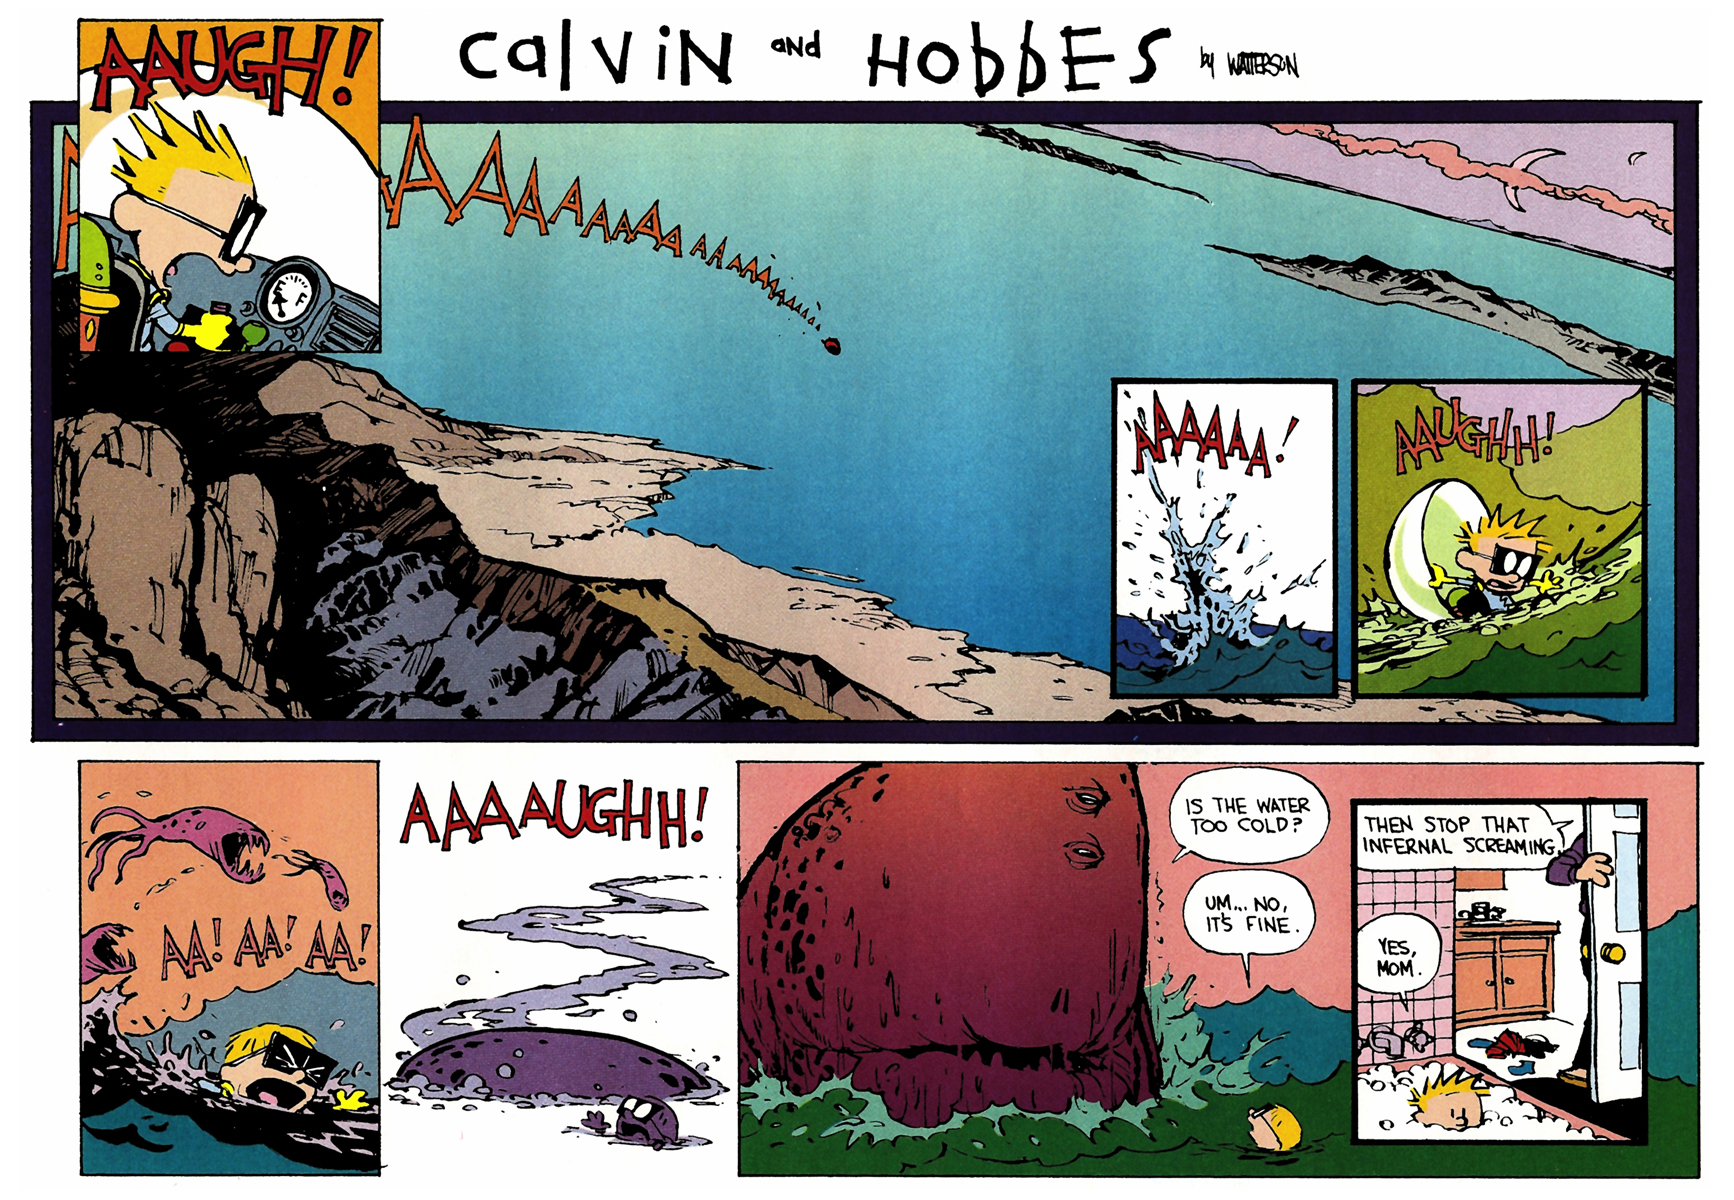 AAUGH!
CalviN and HobbES by WATTERSON
AAAAAAAAAAAAAAAAAAAAAAA
E F
AAAAAA!
AAUGHH!
AA! AA! AA!
AAAAUGHH!
IS THE WATER
TOO COLD?
UM... NO,
IT'S FINE.
THEN STOP THAT
INFERNAL SCREAMING.
YES,
MOM.